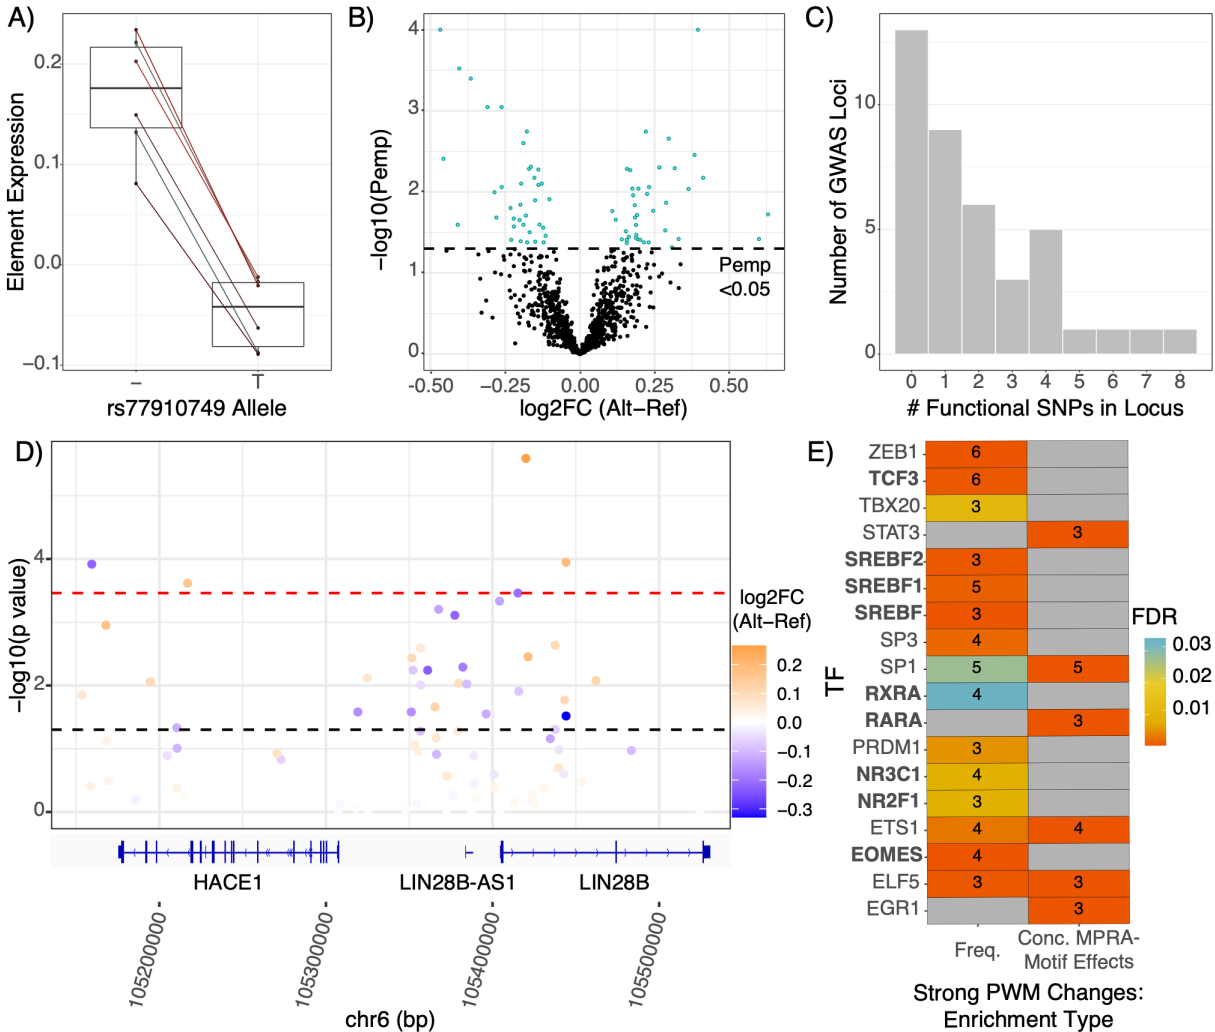 A)
Element Expression
0.2
0.1
0.0
−0.1
−
T
rs77910749 Allele
B)
−log10(Pemp)
4
3
2
1
0
Pemp
<0.05
-0.50
−0.25
0.00
0.25
0.50
log2FC (Alt−Ref)
C)
Number of GWAS Loci
10
5
0
0
1
2
3
4
5
6
7
8
# Functional SNPs in Locus
D)
−log10(p value)
4
2
0
log2FC
(Alt−Ref)
0.2
0.1
0.0
−0.1
−0.2
−0.3
HACE1
LIN28B-AS1
LIN28B
105200000
105300000
105400000
105500000
chr6 (bp)
E)
TF
ZEB1 6
TCF3 6
TBX20 3
STAT3 3
SREBF2 3
SREBF1 5
SREBF 3
SP3 4
SP1 5 5
RXRA 4
RARA 3
PRDM1 3
NR3C1 4
NR2F1 3
ETS1 4 4
EOMES 4
ELF5 3 3
EGR1 3
FDR
0.03
0.02
0.01
Freq.
Conc. MPRA-
Motif Effects
Strong PWM Changes:
Enrichment Type